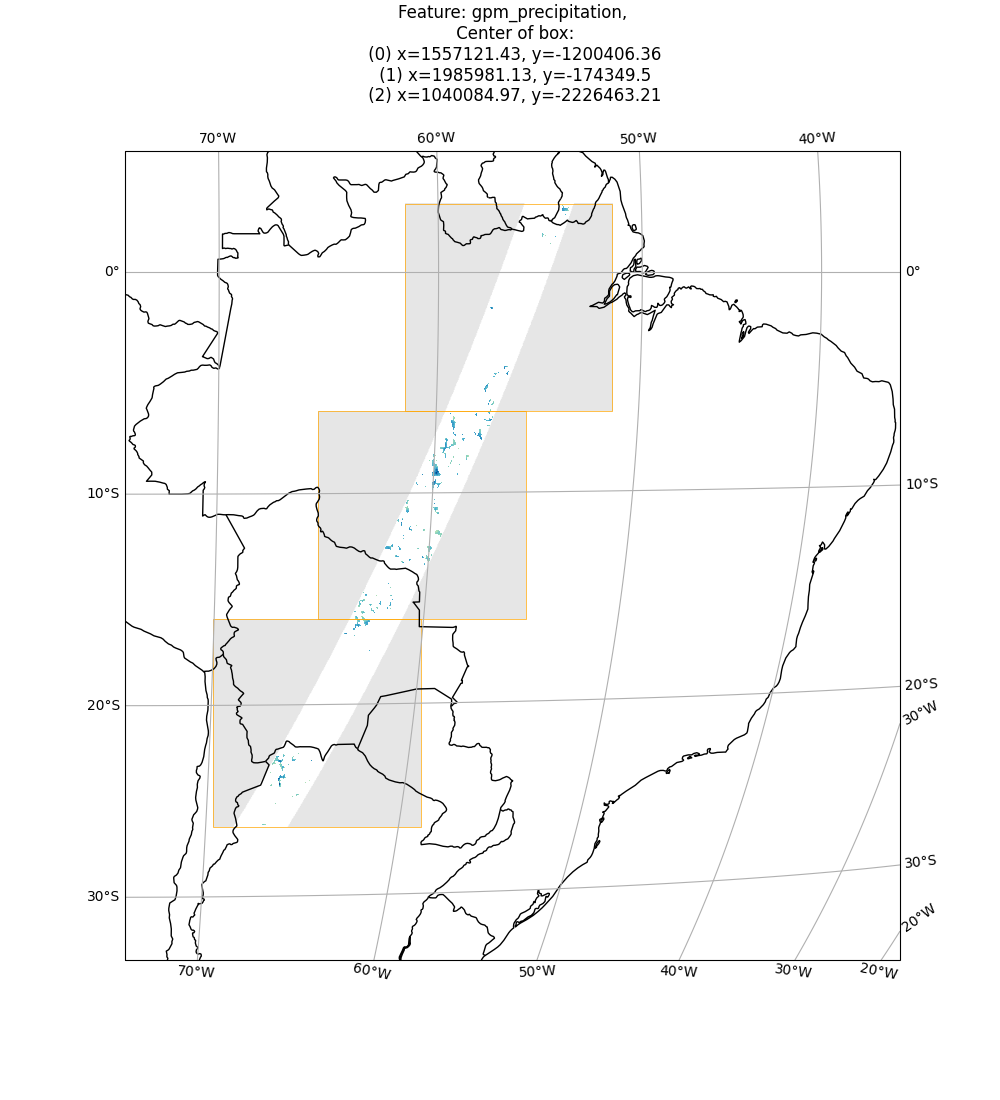 Feature: gpm_precipitation,
Center of box:
(0) x=1557121.43, y=-1200406.36
(1) x=1985981.13, y=-174349.5
(2) x=1040084.97, y=-2226463.21
70°W 60°W 50°W 40°W
0° 0°
10°S 10°S
20°S 20°S
30°W
30°S 30°S
20°W
70°W 60°W 50°W 40°W 30°W 20°W